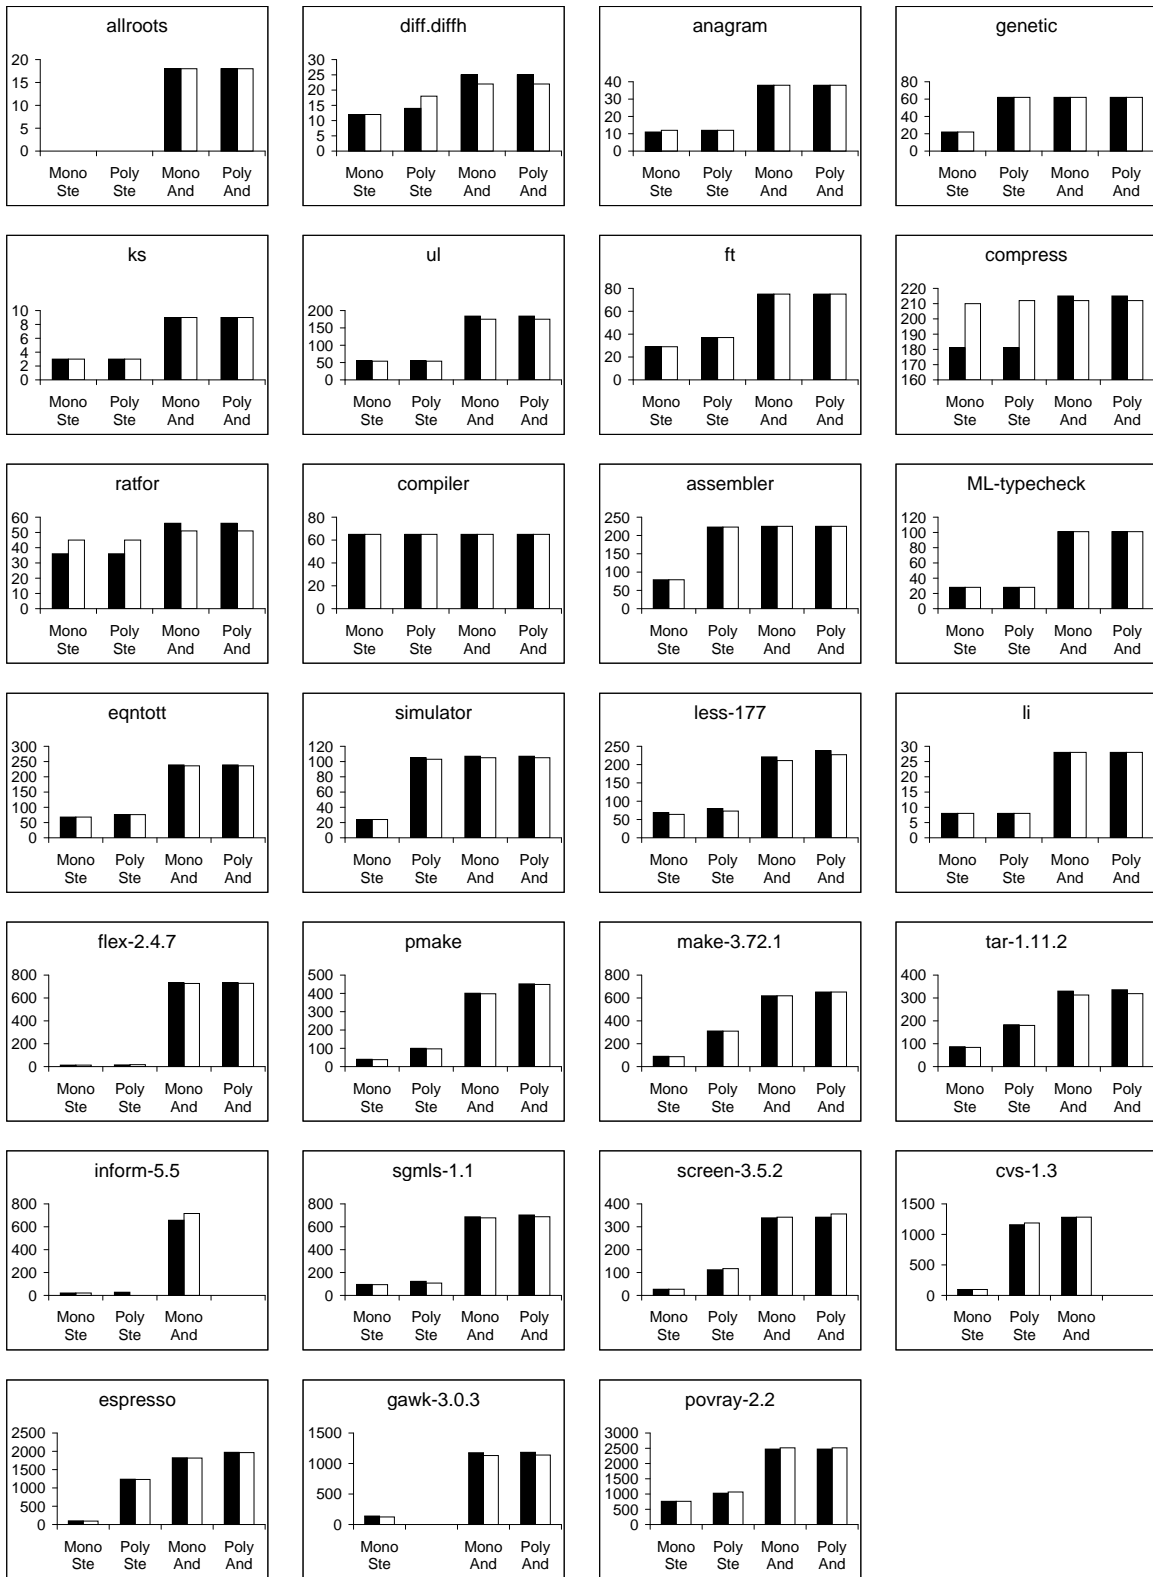 allroots
20
15
10
5
0
Mono Poly Mono Poly
Ste Ste And And
diff.diffh
30
25
20
15
10
5
0
Mono Poly Mono Poly
Ste Ste And And
anagram
40
30
20
10
0
Mono Poly Mono Poly
Ste Ste And And
genetic
80
60
40
20
0
Mono Poly Mono Poly
Ste Ste And And
ks
10
8
6
4
2
0
Mono Poly Mono Poly
Ste Ste And And
ul
200
150
100
50
0
Mono Poly Mono Poly
Ste Ste And And
ft
80
60
40
20
0
Mono Poly Mono Poly
Ste Ste And And
compress
220
210
200
190
180
170
160
Mono Poly Mono Poly
Ste Ste And And
ratfor
60
50
40
30
20
10
0
Mono Poly Mono Poly
Ste Ste And And
compiler
80
60
40
20
0
Mono Poly Mono Poly
Ste Ste And And
assembler
250
200
150
100
50
0
Mono Poly Mono Poly
Ste Ste And And
ML-typecheck
120
100
80
60
40
20
0
Mono Poly Mono Poly
Ste Ste And And
eqntott
300
250
200
150
100
50
0
Mono Poly Mono Poly
Ste Ste And And
simulator
120
100
80
60
40
20
0
Mono Poly Mono Poly
Ste Ste And And
less-177
250
200
150
100
50
0
Mono Poly Mono Poly
Ste Ste And And
li
30
25
20
15
10
5
0
Mono Poly Mono Poly
Ste Ste And And
flex-2.4.7
800
600
400
200
0
Mono Poly Mono Poly
Ste Ste And And
pmake
500
400
300
200
100
0
Mono Poly Mono Poly
Ste Ste And And
make-3.72.1
800
600
400
200
0
Mono Poly Mono Poly
Ste Ste And And
tar-1.11.2
400
300
200
100
0
Mono Poly Mono Poly
Ste Ste And And
inform-5.5
800
600
400
200
0
Mono Poly Mono
Ste Ste And
sgmls-1.1
800
600
400
200
0
Mono Poly Mono Poly
Ste Ste And And
screen-3.5.2
400
300
200
100
0
Mono Poly Mono Poly
Ste Ste And And
cvs-1.3
1500
1000
500
0
Mono Poly Mono
Ste Ste And
espresso
2500
2000
1500
1000
500
0
Mono Poly Mono Poly
Ste Ste And And
gawk-3.0.3
1500
1000
500
0
Mono Mono Poly
Ste And And
povray-2.2
3000
2500
2000
1500
1000
500
0
Mono Poly Mono Poly
Ste Ste And And